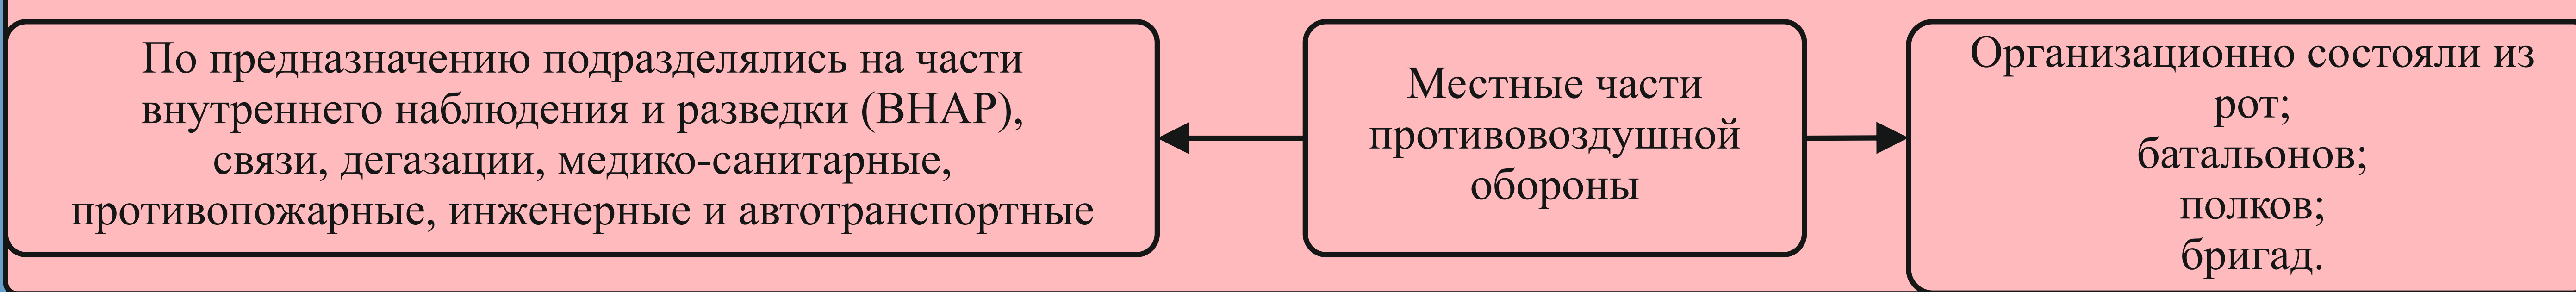 По предназначению подразделялись на части
внутреннего наблюдения и разведки (ВНАР),
связи, дегазации, медико-санитарные,
противопожарные, инженерные и автотранспортные
Местные части
противовоздушной
обороны
Организационно состояли из
рот;
батальонов;
полков;
бригад.